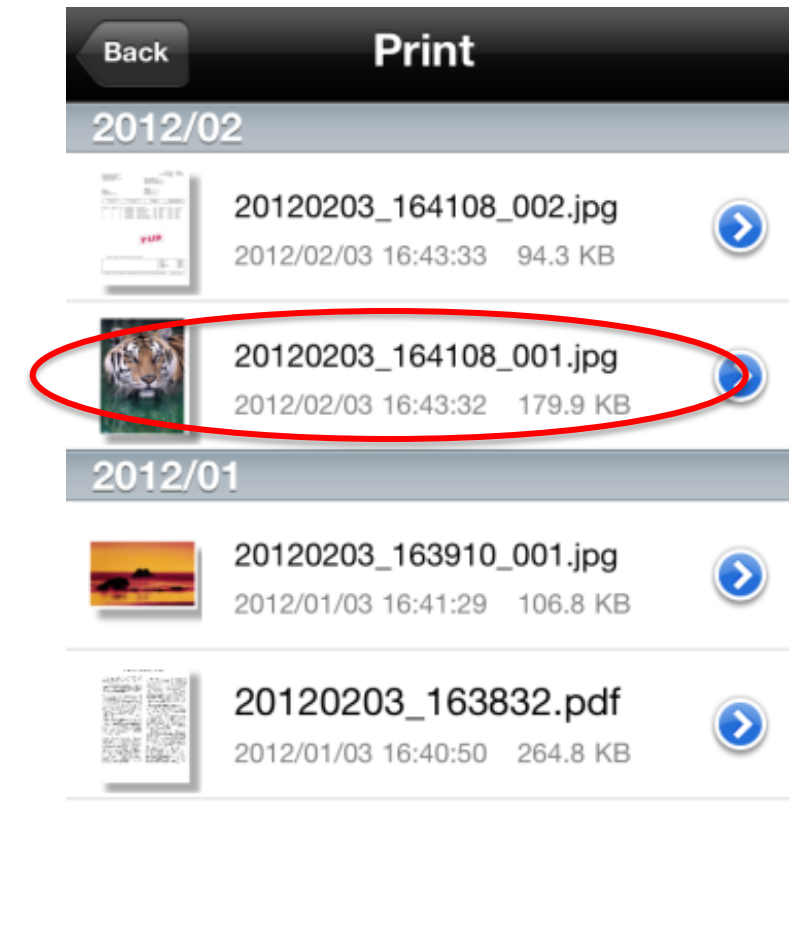 Back
Print
2012/02
20120203_164108_002.jpg
2012/02/03 16:43:33 94.3 KB
PAID
20120203_164108_001.jpg
2012/02/03 16:43:32 179.9 KB
2012/01
20120203_163910_001.jpg
2012/01/03 16:41:29 106.8 KB
20120203_163832.pdf
2012/01/03 16:40:50 264.8 KB